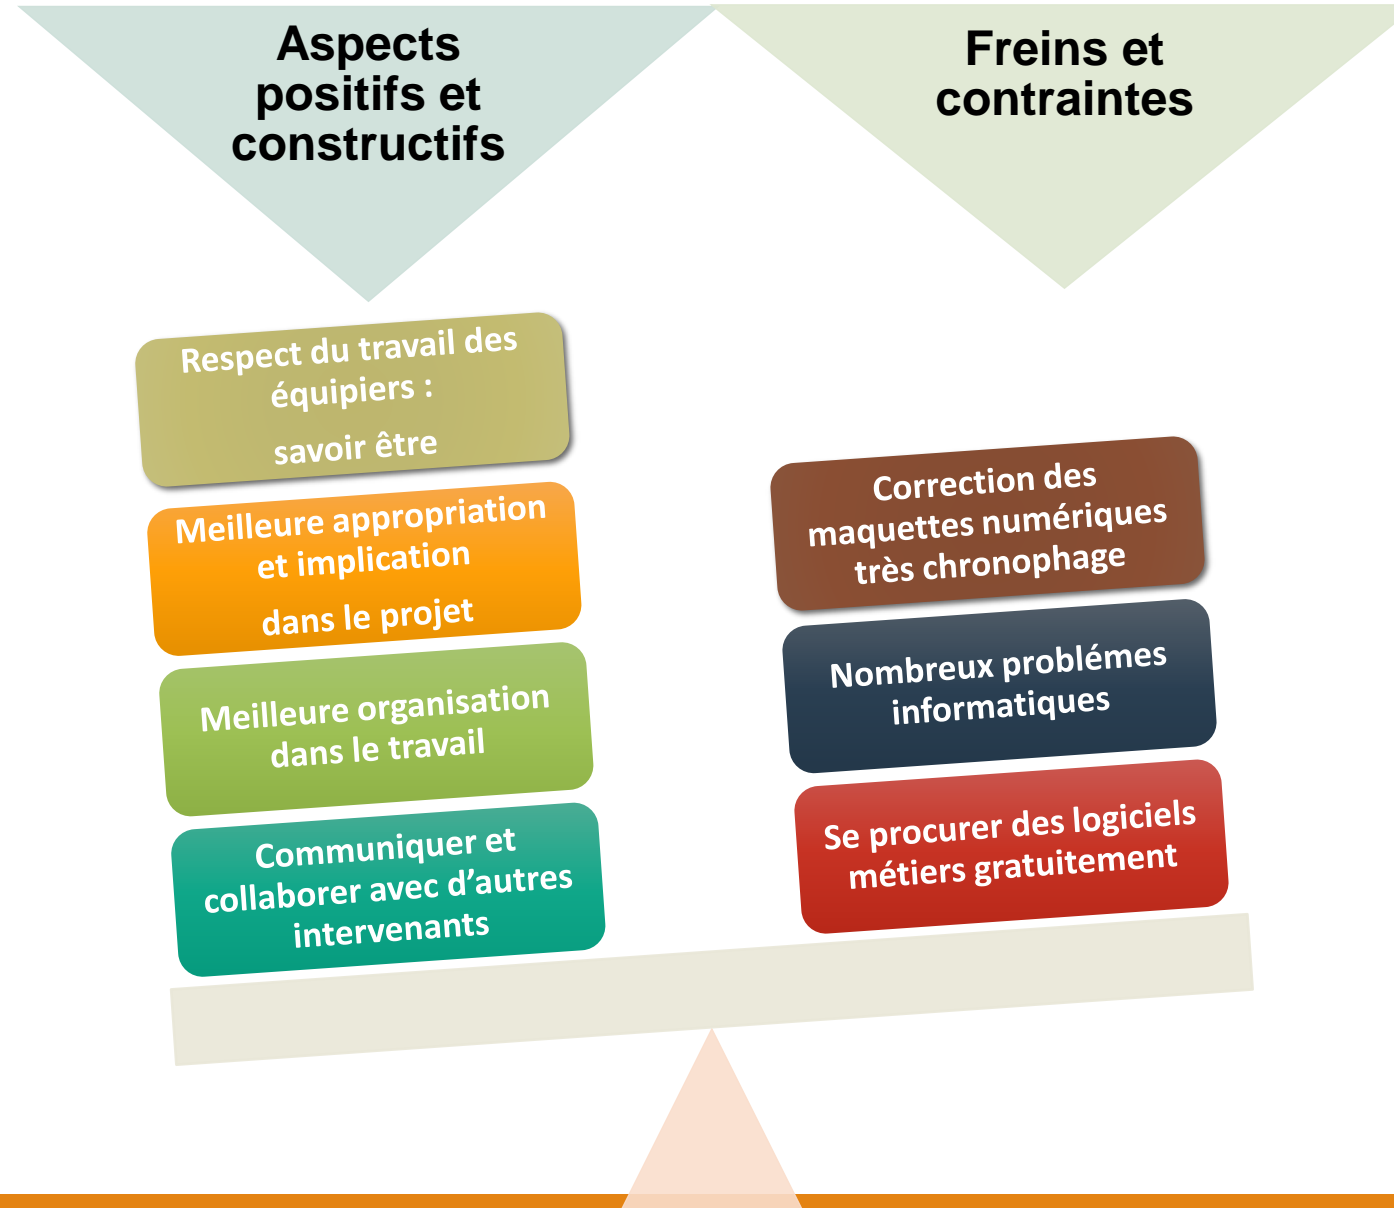 Aspects
positifs et
constructifs
Freins et
contraintes
Respect du travail des
équipiers :
savoir être
Meilleure appropriation
et implication
dans le projet
Meilleure organisation
dans le travail
Communiquer et
collaborer avec d’autres
intervenants
Correction des
maquettes numériques
très chronophage
Nombreux problémes
informatiques
Se procurer des logiciels
métiers gratuitement